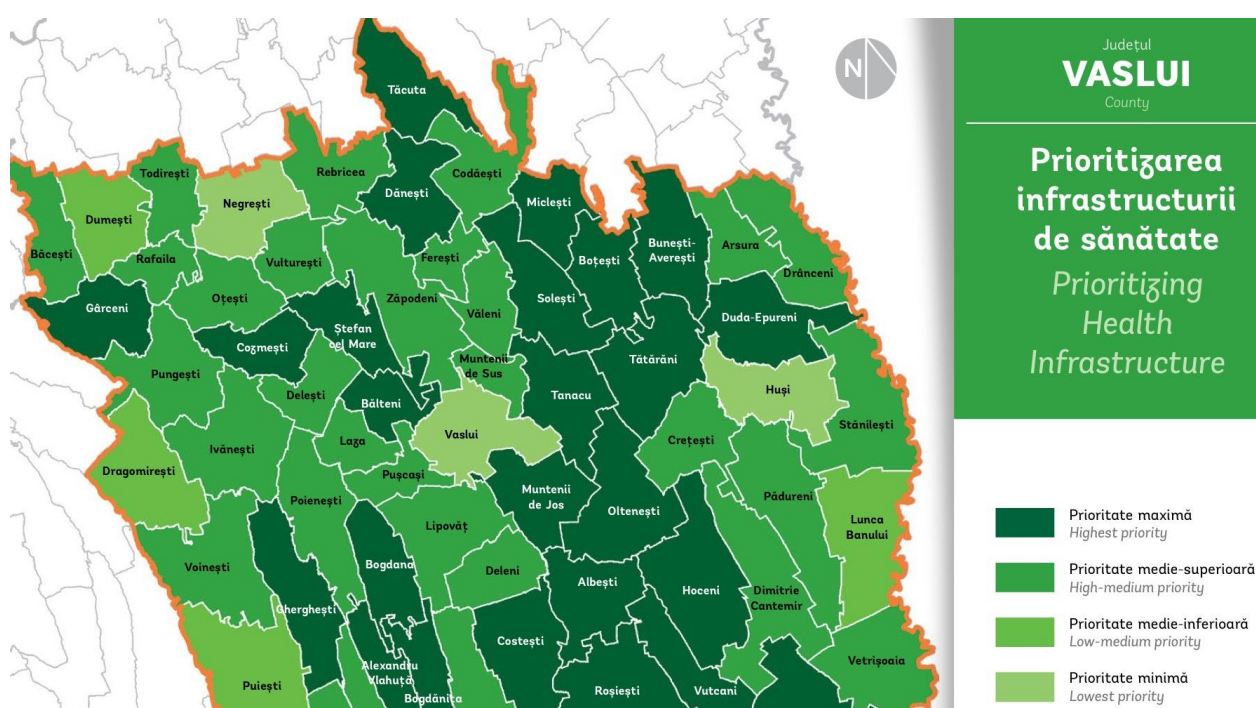 Județul
VASLUI
County
Prioritizarea
infrastructurii
de sănătate
Prioritizing
Health
Infrastructure
N
Tăcuta
Todirești
Rebricea
Codăești
Dănești
Negrești
Miclești
Dumești
Bunești-
Averești
Arsura
Băcești
Rafaila
Vulturești
Ferești
Boțești
Drânceni
Oțești
Zăpodeni
Solești
Gârceni
Văleni
Duda-Epureni
Ștefan
cel Mare
Cozmești
Muntenii
de Sus
Tătărâni
Pungești
Delești
Huși
Tanacu
Bălteni
Stănilești
Laza
Vaslui
Crețești
Ivănești
Dragomirești
Pușcași
Pădureni
Poienești
Muntenii
de Jos
Oltenești
Lipovăț
Lunca
Banului
Voinești
Bogdana
Deleni
Albești
Hoceni
Dimitrie
Cantemir
Gherghești
Costești
Vetrișoaia
Alexandru
Vlahuță
Puiești
Bogdănița
Roșiești
Vutcani
Prioritate maximă
Highest priority
Prioritate medie-superioară
High-medium priority
Prioritate medie-inferioară
Low-medium priority
Prioritate minimă
Lowest priority